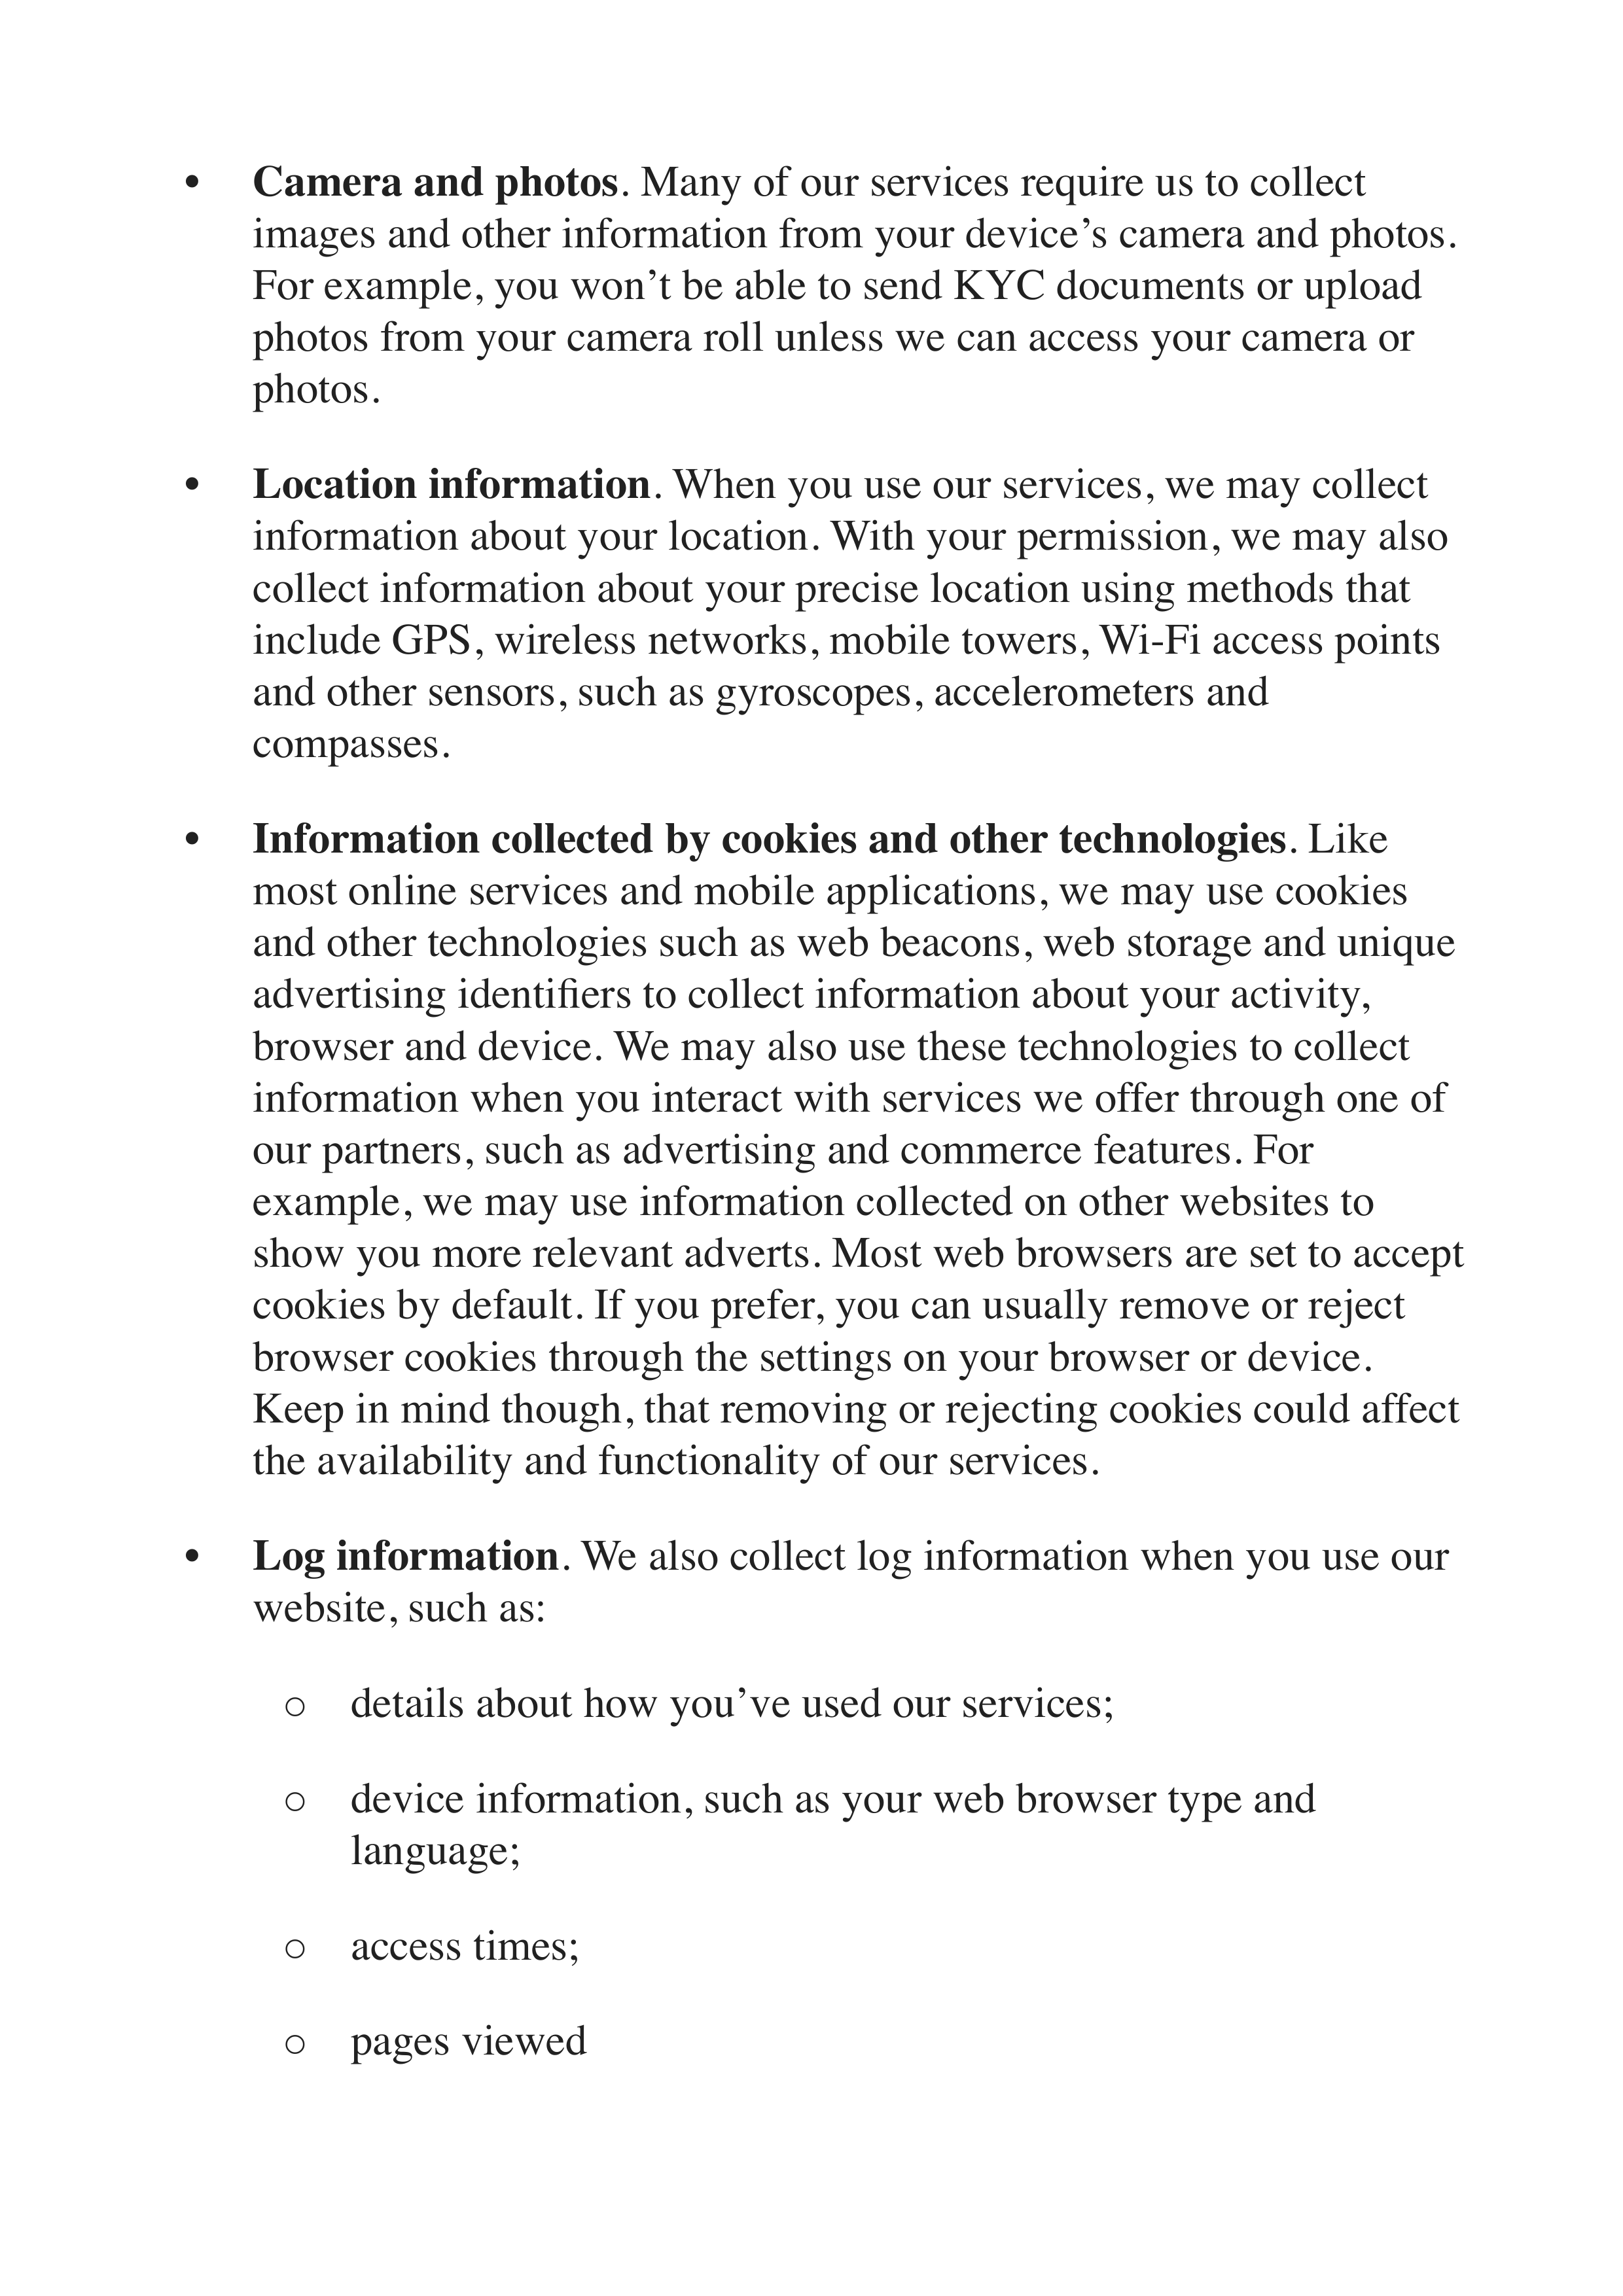 • Camera and photos. Many of our services require us to collect
images and other information from your device’s camera and photos.
For example, you won’t be able to send KYC documents or upload
photos from your camera roll unless we can access your camera or
photos.
• Location information. When you use our services, we may collect
information about your location. With your permission, we may also
collect information about your precise location using methods that
include GPS, wireless networks, mobile towers, Wi-Fi access points
and other sensors, such as gyroscopes, accelerometers and
compasses.
• Information collected by cookies and other technologies. Like
most online services and mobile applications, we may use cookies
and other technologies such as web beacons, web storage and unique
advertising identifiers to collect information about your activity,
browser and device. We may also use these technologies to collect
information when you interact with services we offer through one of
our partners, such as advertising and commerce features. For
example, we may use information collected on other websites to
show you more relevant adverts. Most web browsers are set to accept
cookies by default. If you prefer, you can usually remove or reject
browser cookies through the settings on your browser or device.
Keep in mind though, that removing or rejecting cookies could affect
the availability and functionality of our services.
• Log information. We also collect log information when you use our
website, such as:
○ details about how you’ve used our services;
○ device information, such as your web browser type and
language;
○ access times;
○ pages viewed